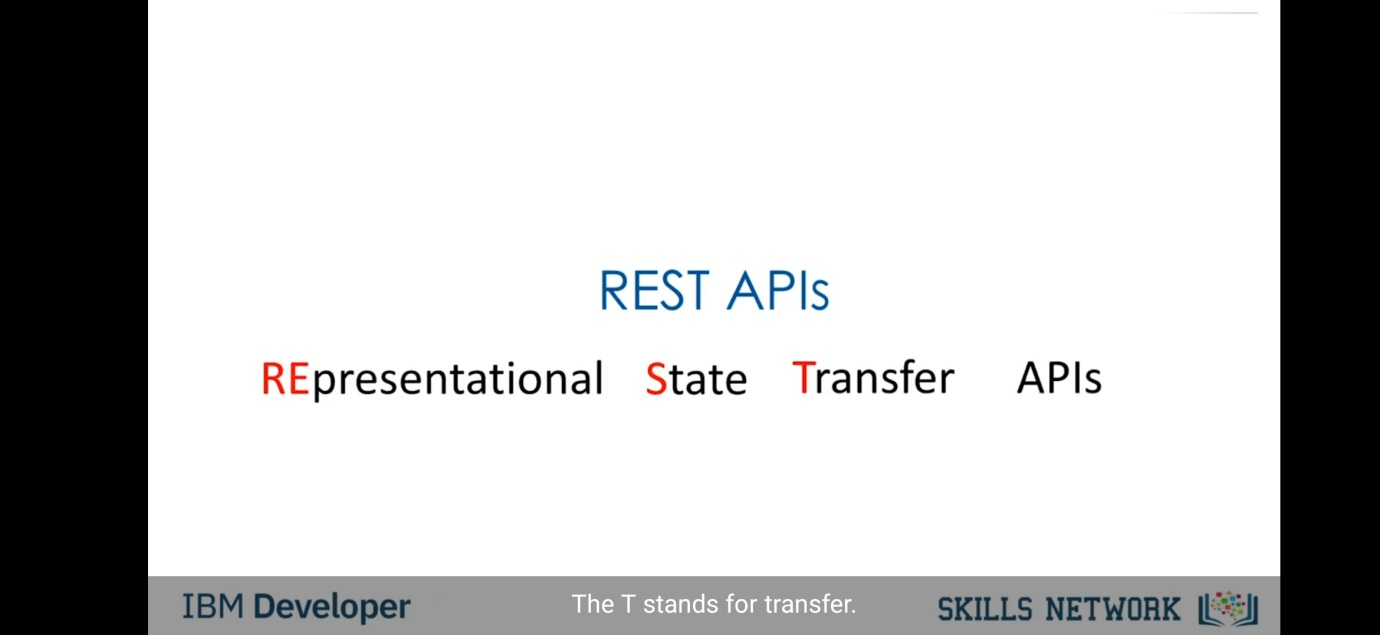 REST APIs
REpresentational State Transfer APIs
IBM Developer The T stands for transfer. SKILLS NETWORK